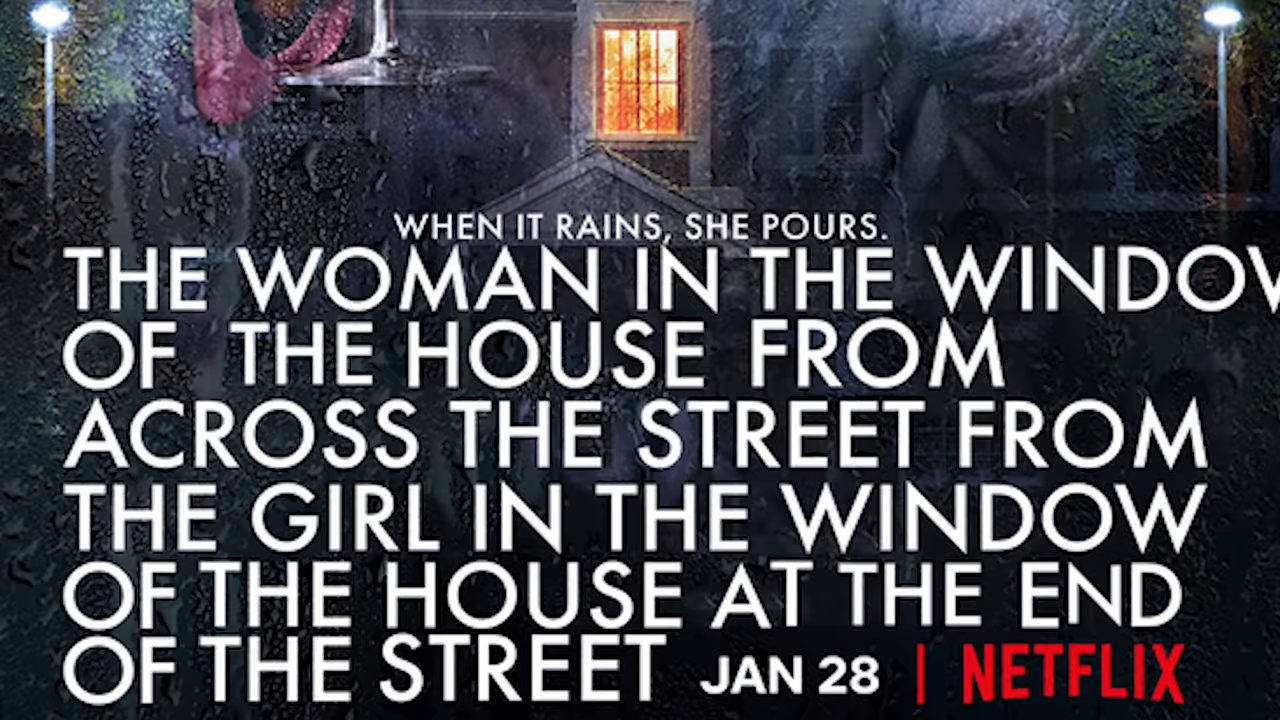 WHEN IT RAINS, SHE POURS.
THE WOMAN IN THE WINDOW
OF THE HOUSE FROM
ACROSS THE STREET FROM
THE GIRL IN THE WINDOW
OF THE HOUSE AT THE END
OF THE STREET JAN 28 | NETFLIX